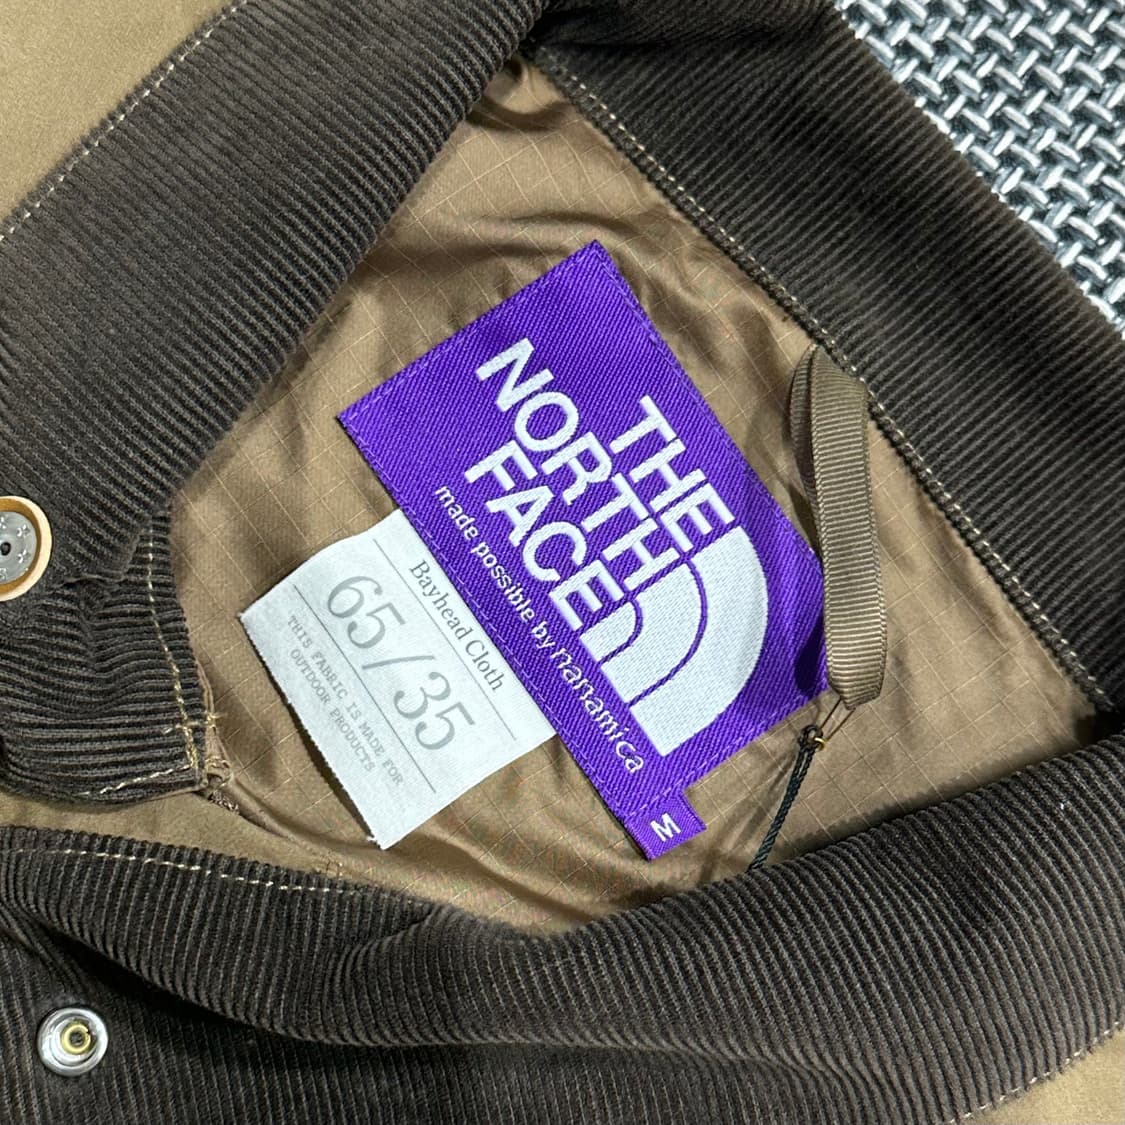 THE
NORTH
FACE
made possible by nanamica
M
Bayhead Cloth
65/35
THIS FABRIC IS MADE FOR
OUTDOOR PRODUCTS